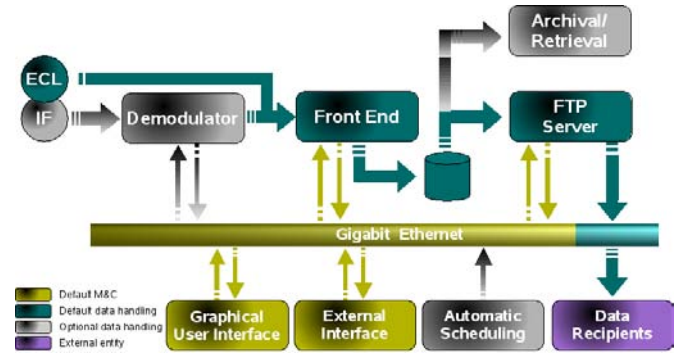 Archival/
Retrieval
ECL
IF
Demodulator
Front End
FTP
Server
Gigabit Ethernet
Default M&C
Default data handling
Optional data handling
External entity
Graphical
User Interface
External
Interface
Automatic
Scheduling
Data
Recipients